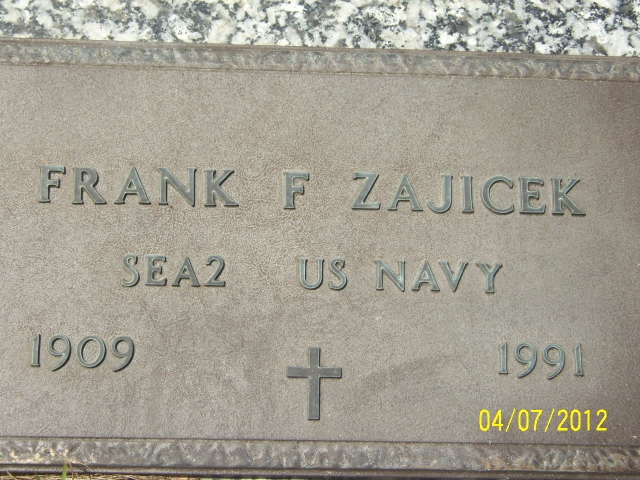 FRANK F ZAJICEK
SEA2 US NAVY
1909 1991
04/07/2012